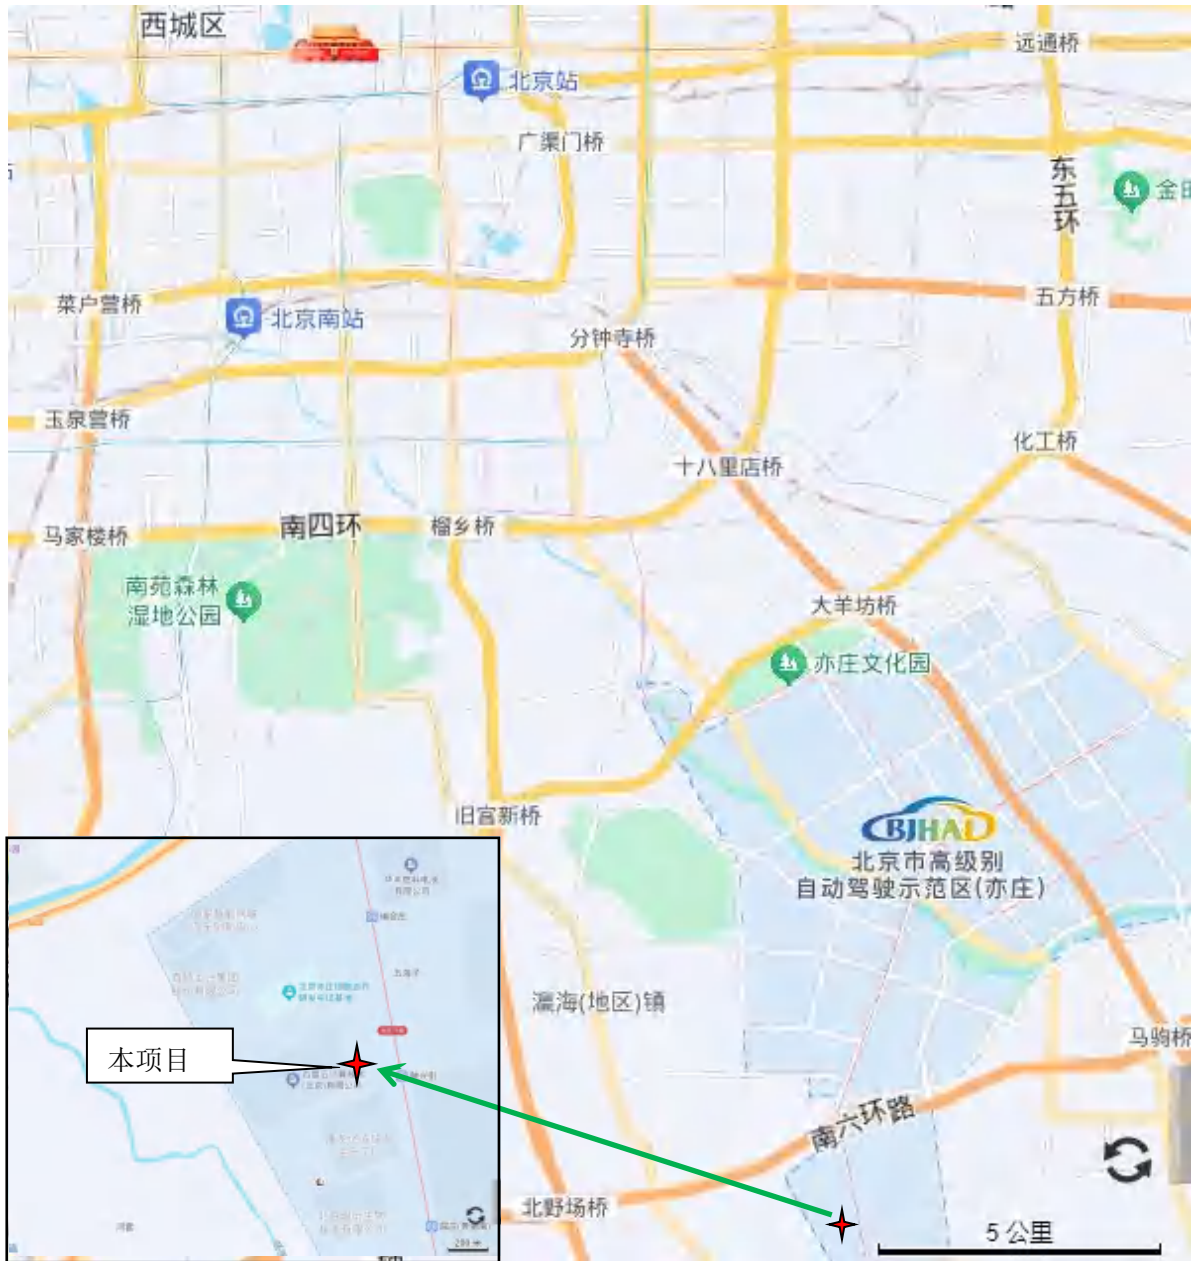 西城区
远通桥
北京站
广渠门桥
东五环
金田
菜户营桥
北京南站
五方桥
分钟寺桥
玉泉营桥
化工桥
十八里店桥
马家楼桥
南四环
榴乡桥
南苑森林
湿地公园
大羊坊桥
亦庄文化园
旧宫新桥
BJHAD
北京市高级别
自动驾驶示范区(亦庄)
瀛海(地区)镇
马驹桥
本项目
南六环路
北野场桥
5 公里
200 米